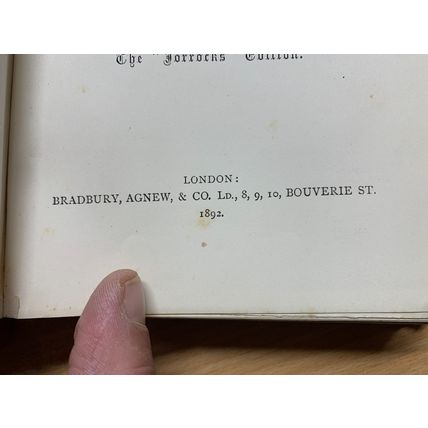 The "Jorrocks" Edition.
LONDON:
BRADBURY, AGNEW, & CO. LD., 8, 9, 10, BOUVERIE ST.
1892.